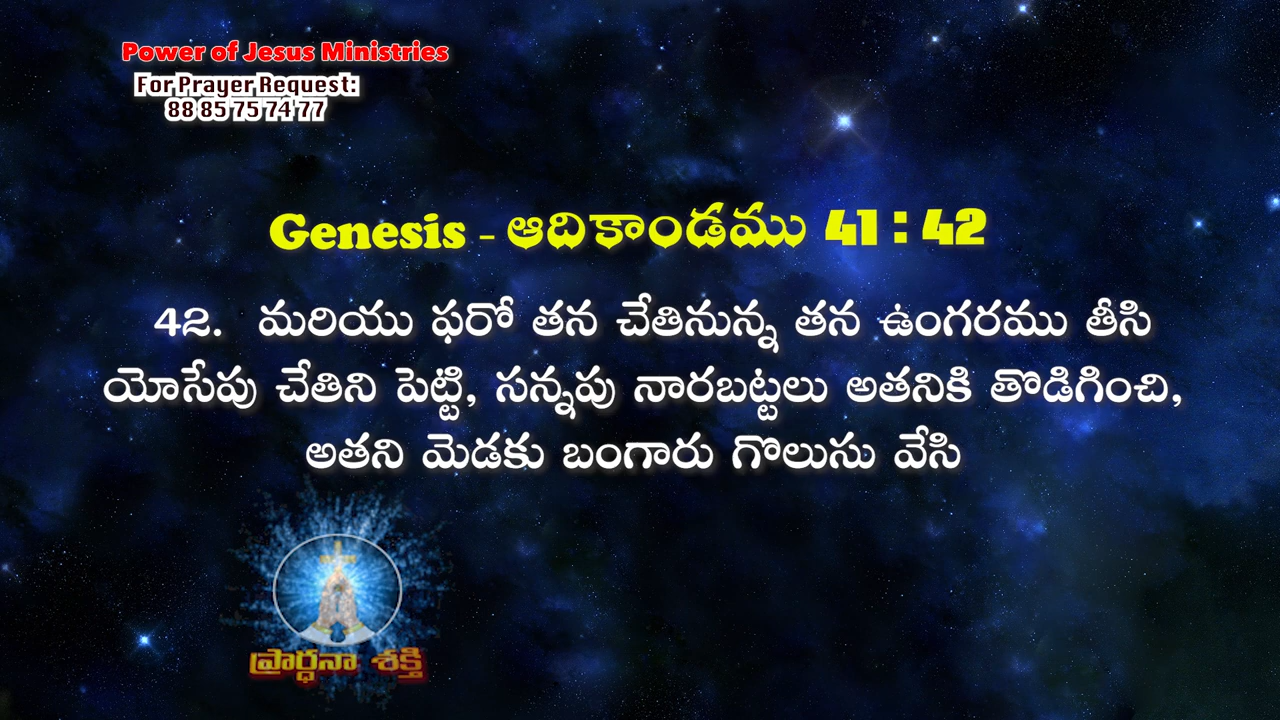 Power of Jesus Ministries
For Prayer Request:
88 85 75 74 77
Genesis - ఆదికాండము 41 : 42
42. మరియు ఫరో తన చేతినున్న తన ఉంగరము తీసి
యోసేపు చేతిని పెట్టి, సన్నపు నారబట్టలు అతనికి తొడిగించి,
అతని మెడకు బంగారు గొలుసు వేసి
ప్రార్ధనా శక్తి